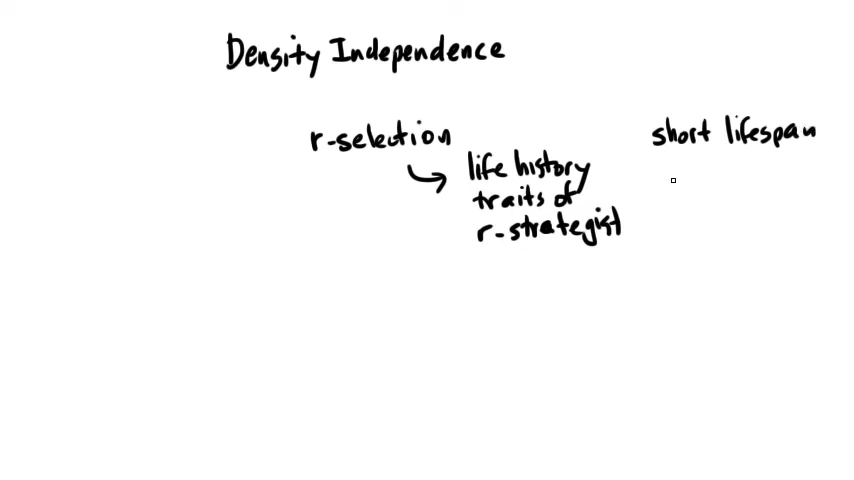 Density Independence
r-selection
life history
traits of
r-strategist
short lifespan